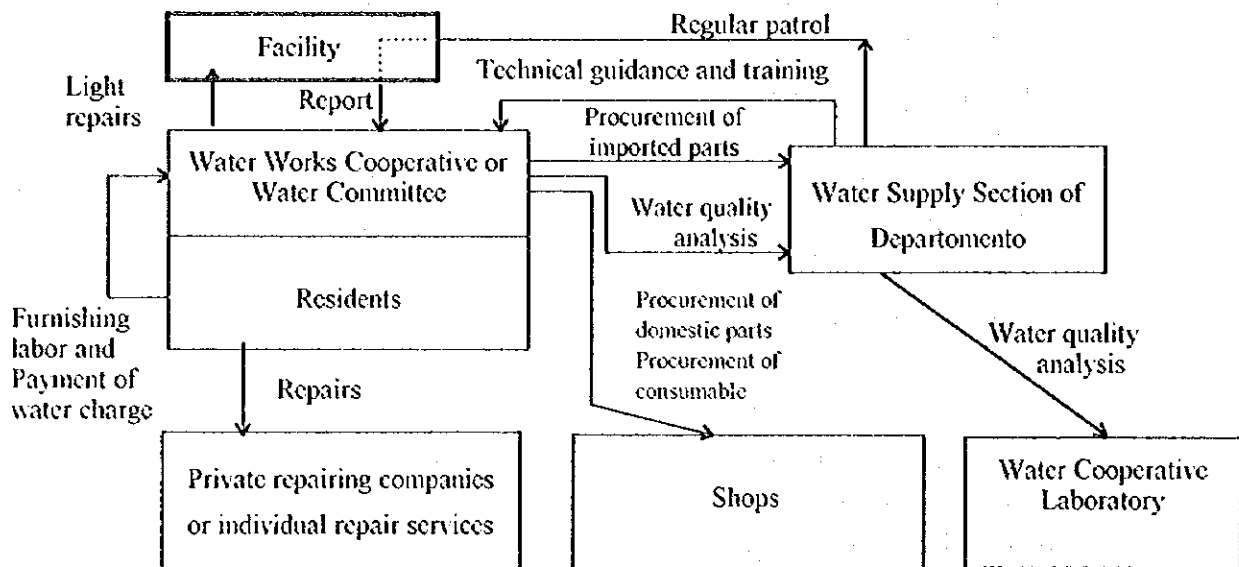 Regular patrol
Facility
Technical guidance and training
Light
repairs
Report
Procurement of
imported parts
Water Works Cooperative or
Water Committee
Water Supply Section of
Departomento
Water quality
analysis
Residents
Procurement of
domestic parts
Procurement of
consumable
Furnishing
labor and
Payment of
water charge
Water quality
analysis
Repairs
Private repairing companies
or individual repair services
Shops
Water Cooperative
Laboratory